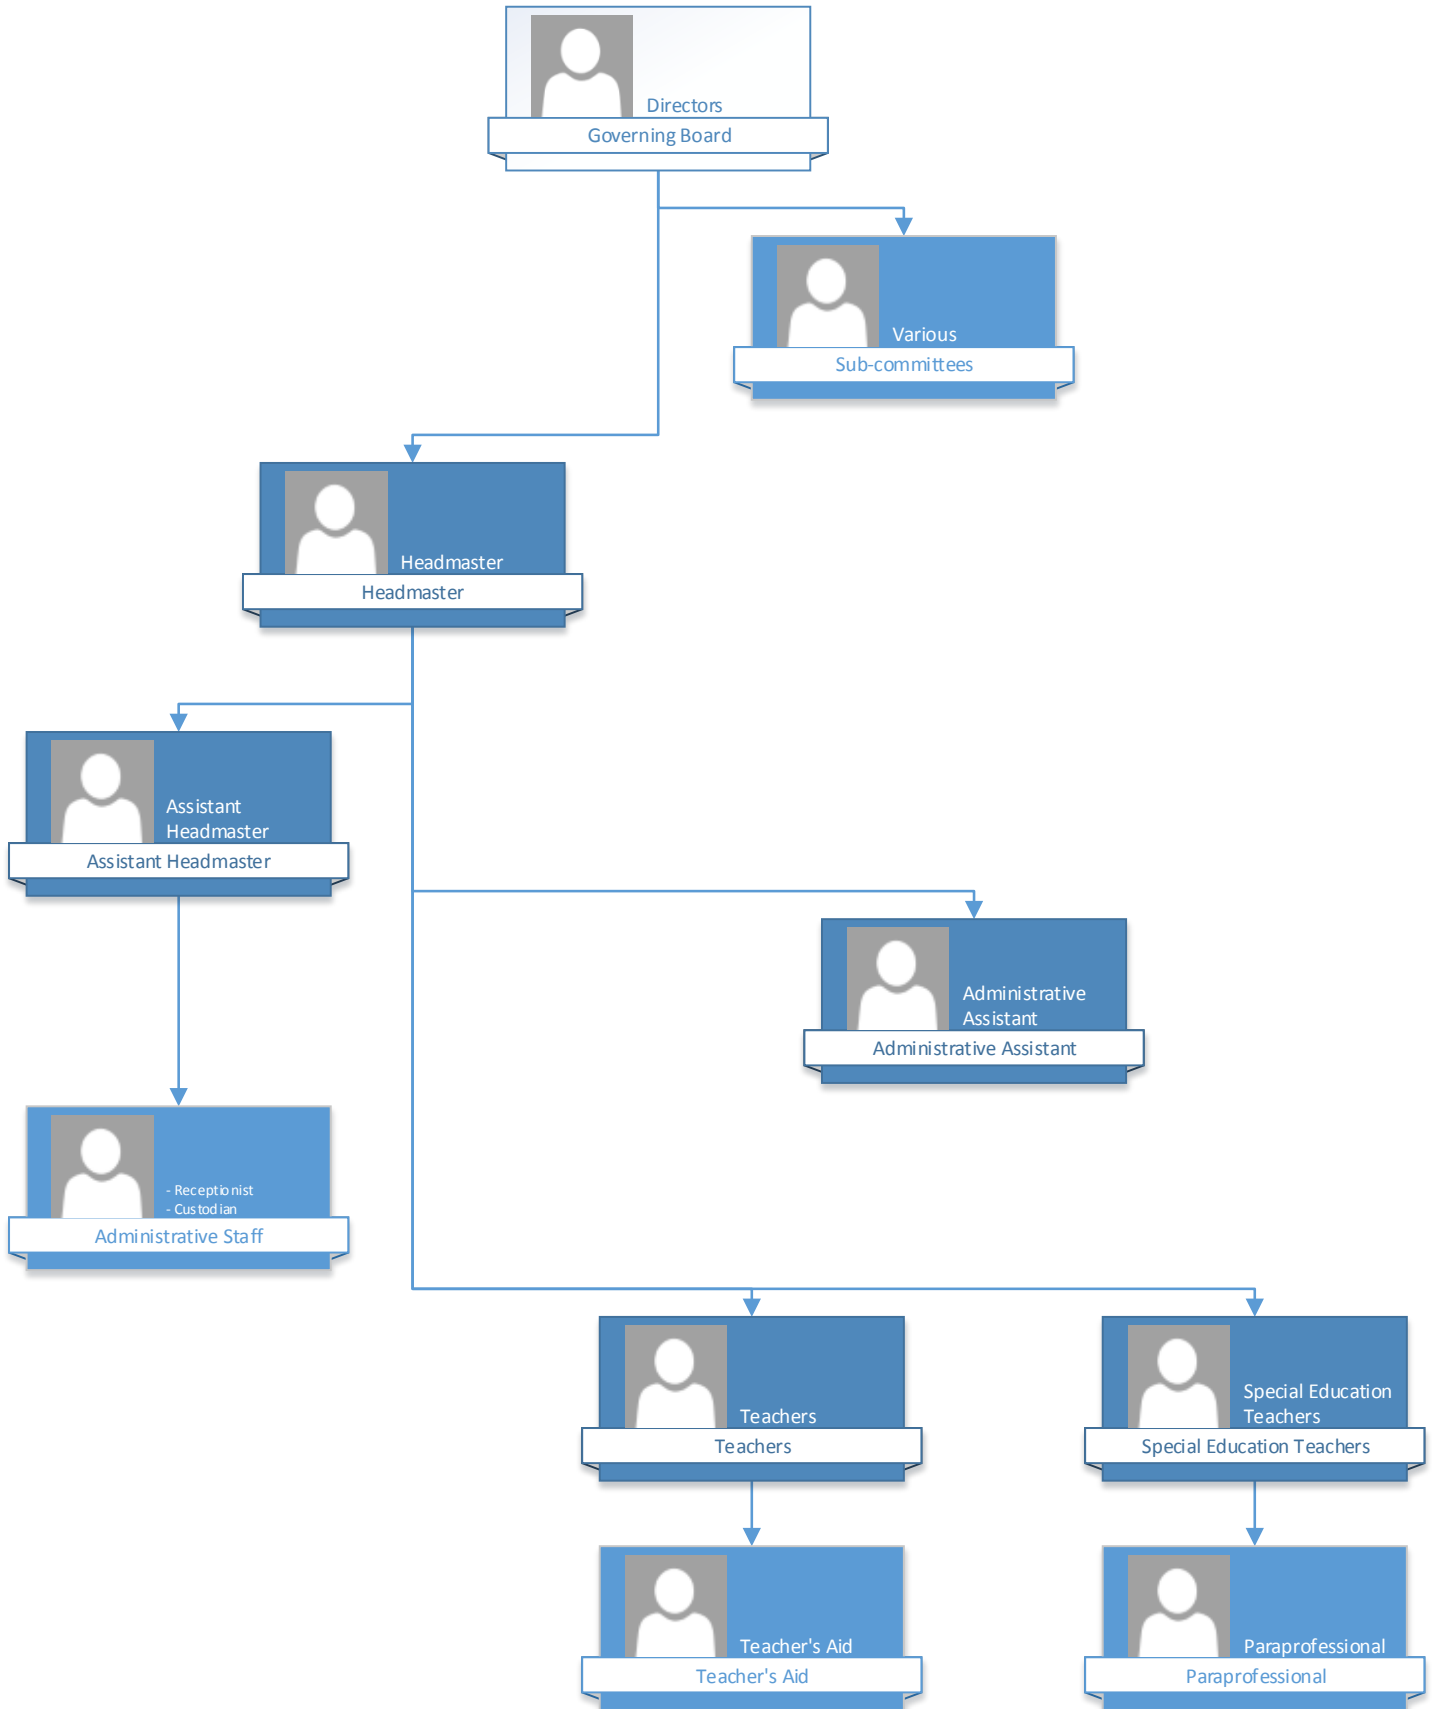 Directors
Governing Board
Various
Sub-committees
Headmaster
Headmaster
Assistant
Headmaster
Assistant Headmaster
Administrative
Assistant
Administrative Assistant
- Receptionist
- Custodian
Administrative Staff
Teachers
Teachers
Special Education
Teachers
Special Education Teachers
Teacher's Aid
Teacher's Aid
Paraprofessional
Paraprofessional